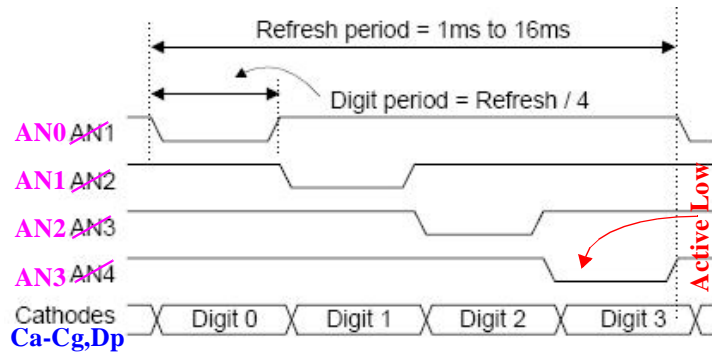 Refresh period = 1ms to 16ms
Digit period = Refresh / 4
AN0 AN1
AN1 AN2
AN2 AN3
AN3 AN4
Active Low
Cathodes Digit 0 Digit 1 Digit 2 Digit 3
Ca-Cg,Dp